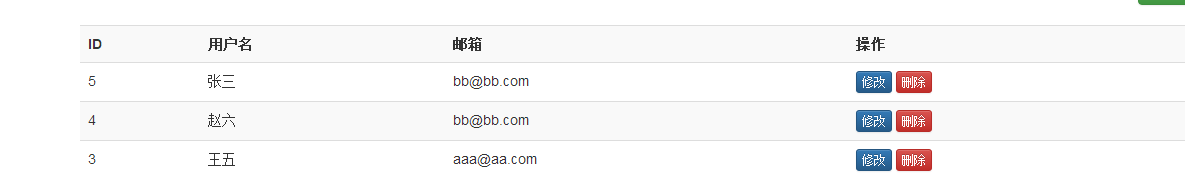 ID 用户名 邮箱 操作
5 张三 bb@bb.com 修改 删除
4 赵六 bb@bb.com 修改 删除
3 王五 aaa@aa.com 修改 删除